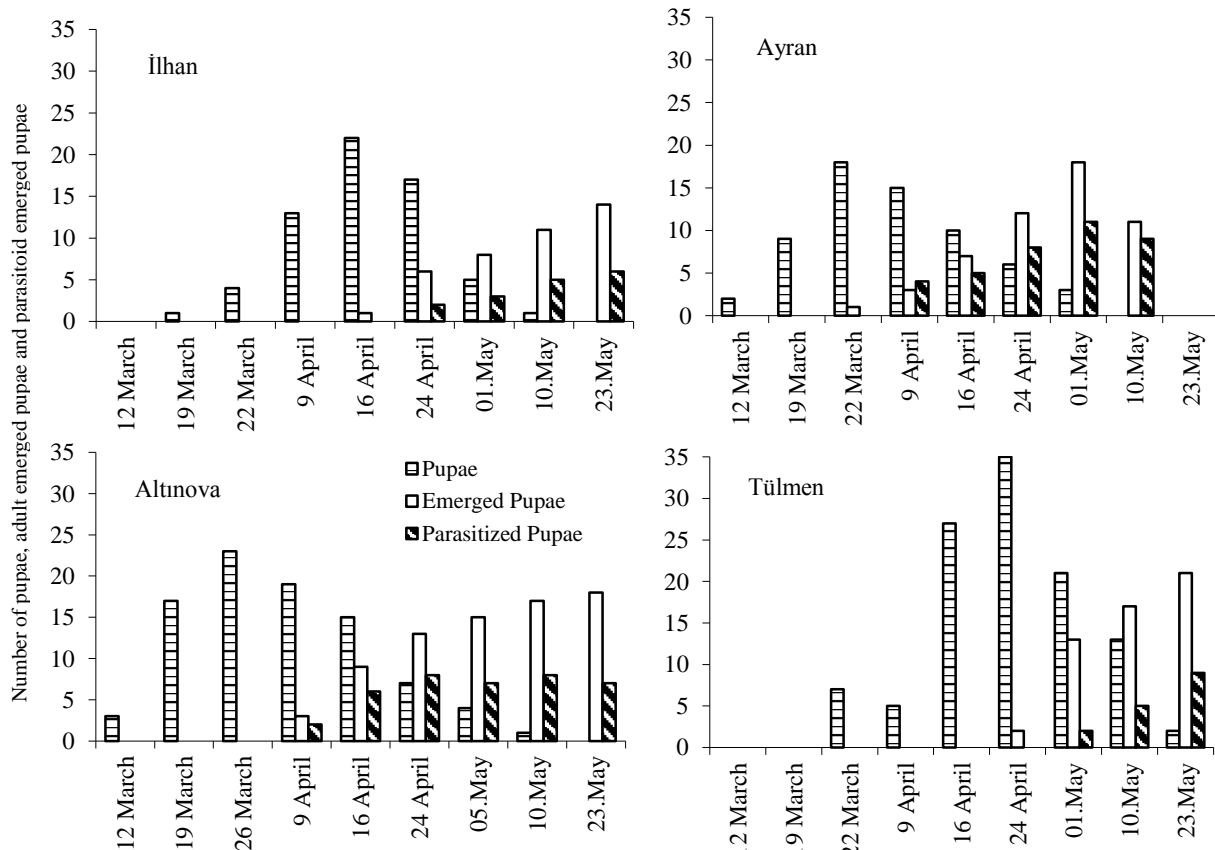 Number of pupae, adult emerged pupae and parasitoid emerged pupae
İlhan
35
30
25
20
15
10
5
0
12 March
19 March
22 March
9 April
16 April
24 April
01.May
10.May
23.May
Ayran
35
30
25
20
15
10
5
0
12 March
19 March
22 March
9 April
16 April
24 April
01.May
10.May
23.May
Altınova
35
30
25
20
15
10
5
0
Pupae
Emerged Pupae
Parasitized Pupae
12 March
19 March
26 March
9 April
16 April
24 April
05.May
10.May
23.May
Tülmen
35
30
25
20
15
10
5
0
12 March
19 March
22 March
9 April
16 April
24 April
01.May
10.May
23.May